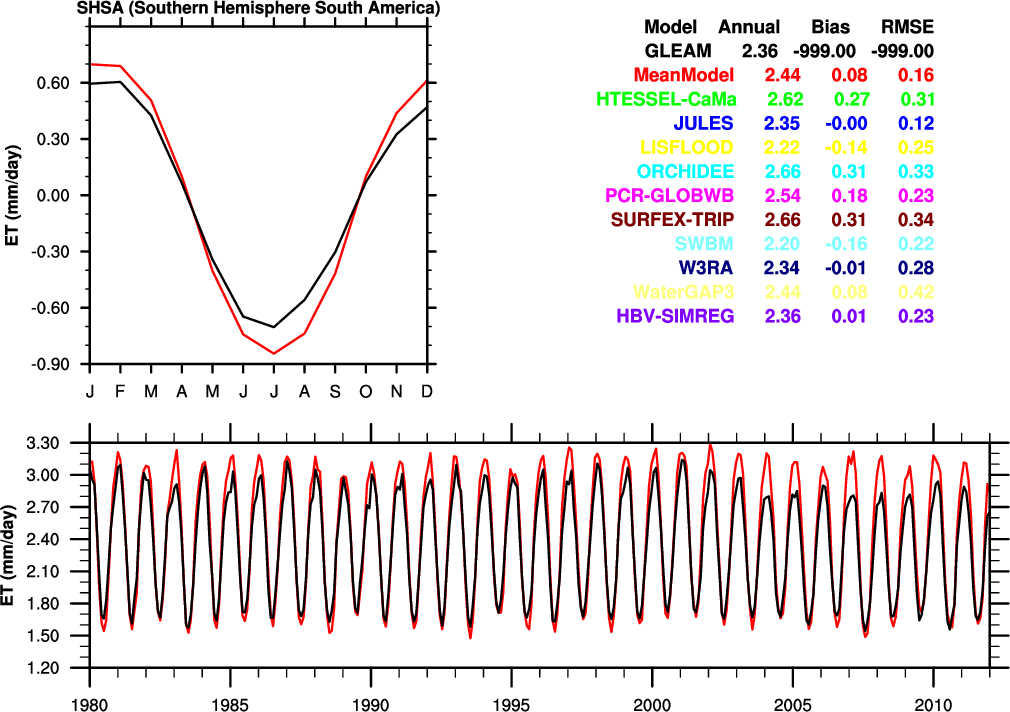 SHSA (Southern Hemisphere South America)
Model Annual Bias RMSE
GLEAM 2.36 -999.00 -999.00
MeanModel 2.44 0.08 0.16
HTESSEL-CaMa 2.62 0.27 0.31
JULES 2.35 -0.00 0.12
LISFLOOD 2.22 -0.14 0.25
ORCHIDEE 2.66 0.31 0.33
PCR-GLOBWB 2.54 0.18 0.23
SURFEX-TRIP 2.66 0.31 0.34
SWBM 2.20 -0.16 0.22
W3RA 2.34 -0.01 0.28
WaterGAP3 2.44 0.08 0.42
HBV-SIMREG 2.36 0.01 0.23
ET (mm/day)
0.60
0.30
0.00
-0.30
-0.60
-0.90
J F M A M J J A S O N D
ET (mm/day)
3.30
3.00
2.70
2.40
2.10
1.80
1.50
1.20
1980 1985 1990 1995 2000 2005 2010